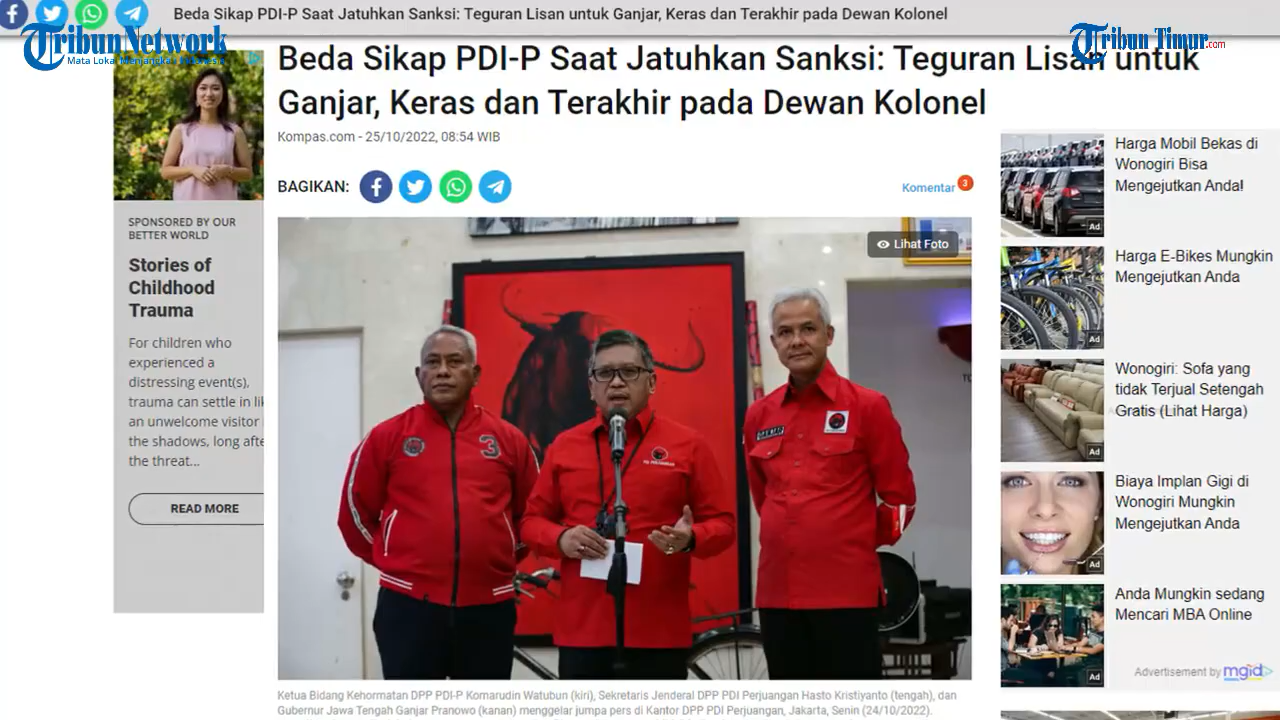 Beda Sikap PDI-P Saat Jatuhkan Sanksi: Teguran Lisan untuk Ganjar, Keras dan Terakhir pada Dewan Kolonel
Tribun Network
Mata Lokal Menjangkau Indonesia
Tribun Timur.com
Beda Sikap PDI-P Saat Jatuhkan Sanksi: Teguran Lisan untuk
Ganjar, Keras dan Terakhir pada Dewan Kolonel
Kompas.com - 25/10/2022, 08:54 WIB
BAGIKAN:
Komentar 3
Lihat Foto
3
SPONSORED BY OUR
BETTER WORLD
Stories of
Childhood
Trauma
For children who
experienced a
distressing event(s),
trauma can settle in li
an unwelcome visitor
the shadows, long afte
the threat...
READ MORE
Harga Mobil Bekas di
Wonogiri Bisa
Mengejutkan Anda!
Ad
Harga E-Bikes Mungkin
Mengejutkan Anda
Ad
Wonogiri: Sofa yang
tidak Terjual Setengah
Gratis (Lihat Harga)
Ad
Biaya Implan Gigi di
Wonogiri Mungkin
Mengejutkan Anda
Ad
Anda Mungkin sedang
Mencari MBA Online
Ad
Advertisement by mgid
Ketua Bidang Kehormatan DPP PDI-P Komarudin Watubun (kiri), Sekretaris Jenderal DPP PDI Perjuangan Hasto Kristiyanto (tengah), dan
Gubernur Jawa Tengah Ganjar Pranowo (kanan) menggelar jumpa pers di Kantor DPP PDI Perjuangan, Jakarta, Senin (24/10/2022).